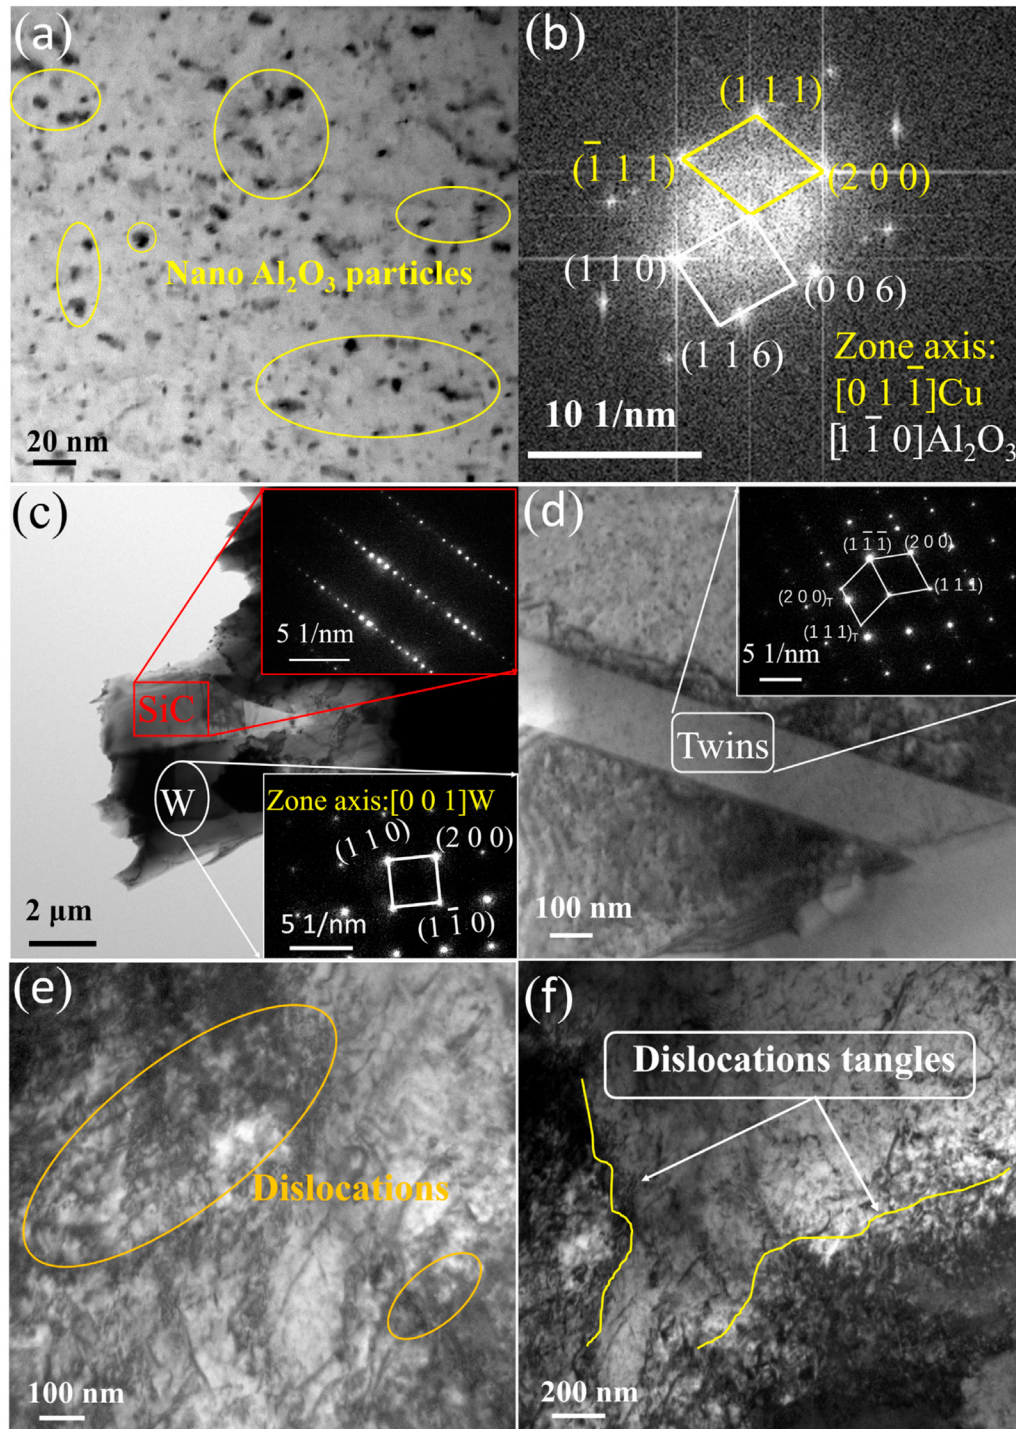 (a)
Nano Al₂O₃ particles
20 nm
(b)
(1 1 1)
(1̅ 1 1)
(2 0 0)
(1 1 0)
(0 0 6)
(1 1 6)
Zone axis:
[0 1 1̅]Cu
[1 1̅ 0]Al₂O₃
10 1/nm
(c)
5 1/nm
SiC
W
Zone axis:[0 0 1]W
(1 1 0)
(2 0 0)
(1 1̅ 0)
5 1/nm
2 μm
(d)
(1 1̅ 1̅)
(2 0 0)
(2 0 0)T
(1 1 1)
(1 1 1)T
5 1/nm
Twins
100 nm
(e)
Dislocations
100 nm
(f)
Dislocations tangles
200 nm